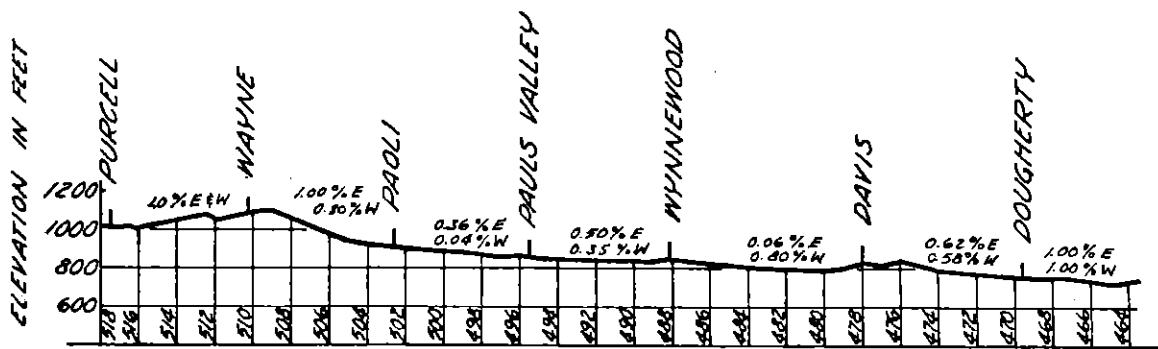 ELEVATION IN FEET
PURCELL
WAYNE
PAOLI
PAULS VALLEY
WYNNEWOOD
DAVIS
DOUGHERTY
1200
1000
800
600
1.0% E & W
1.00% E
0.80% W
0.36% E
0.04% W
0.50% E
0.35% W
0.06% E
0.80% W
0.62% E
0.58% W
1.00% E
1.00% W
518 516 514 512 510 508 506 504 502 500 498 496 494 492 490 488 486 484 482 480 478 476 474 472 470 468 466 464